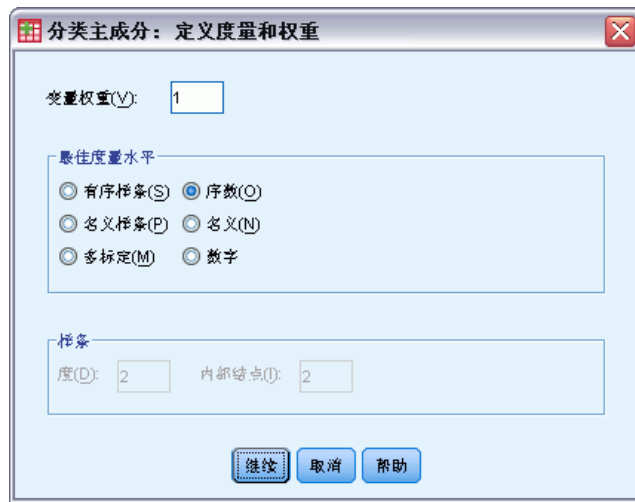 分类主成分：定义度量和权重
变量权重(V): 1
最佳度量水平
有序样条(S) 序数(O)
名义样条(P) 名义(N)
多标定(M) 数字
样条
度(D): 2 内部结点(I): 2
继续 取消 帮助